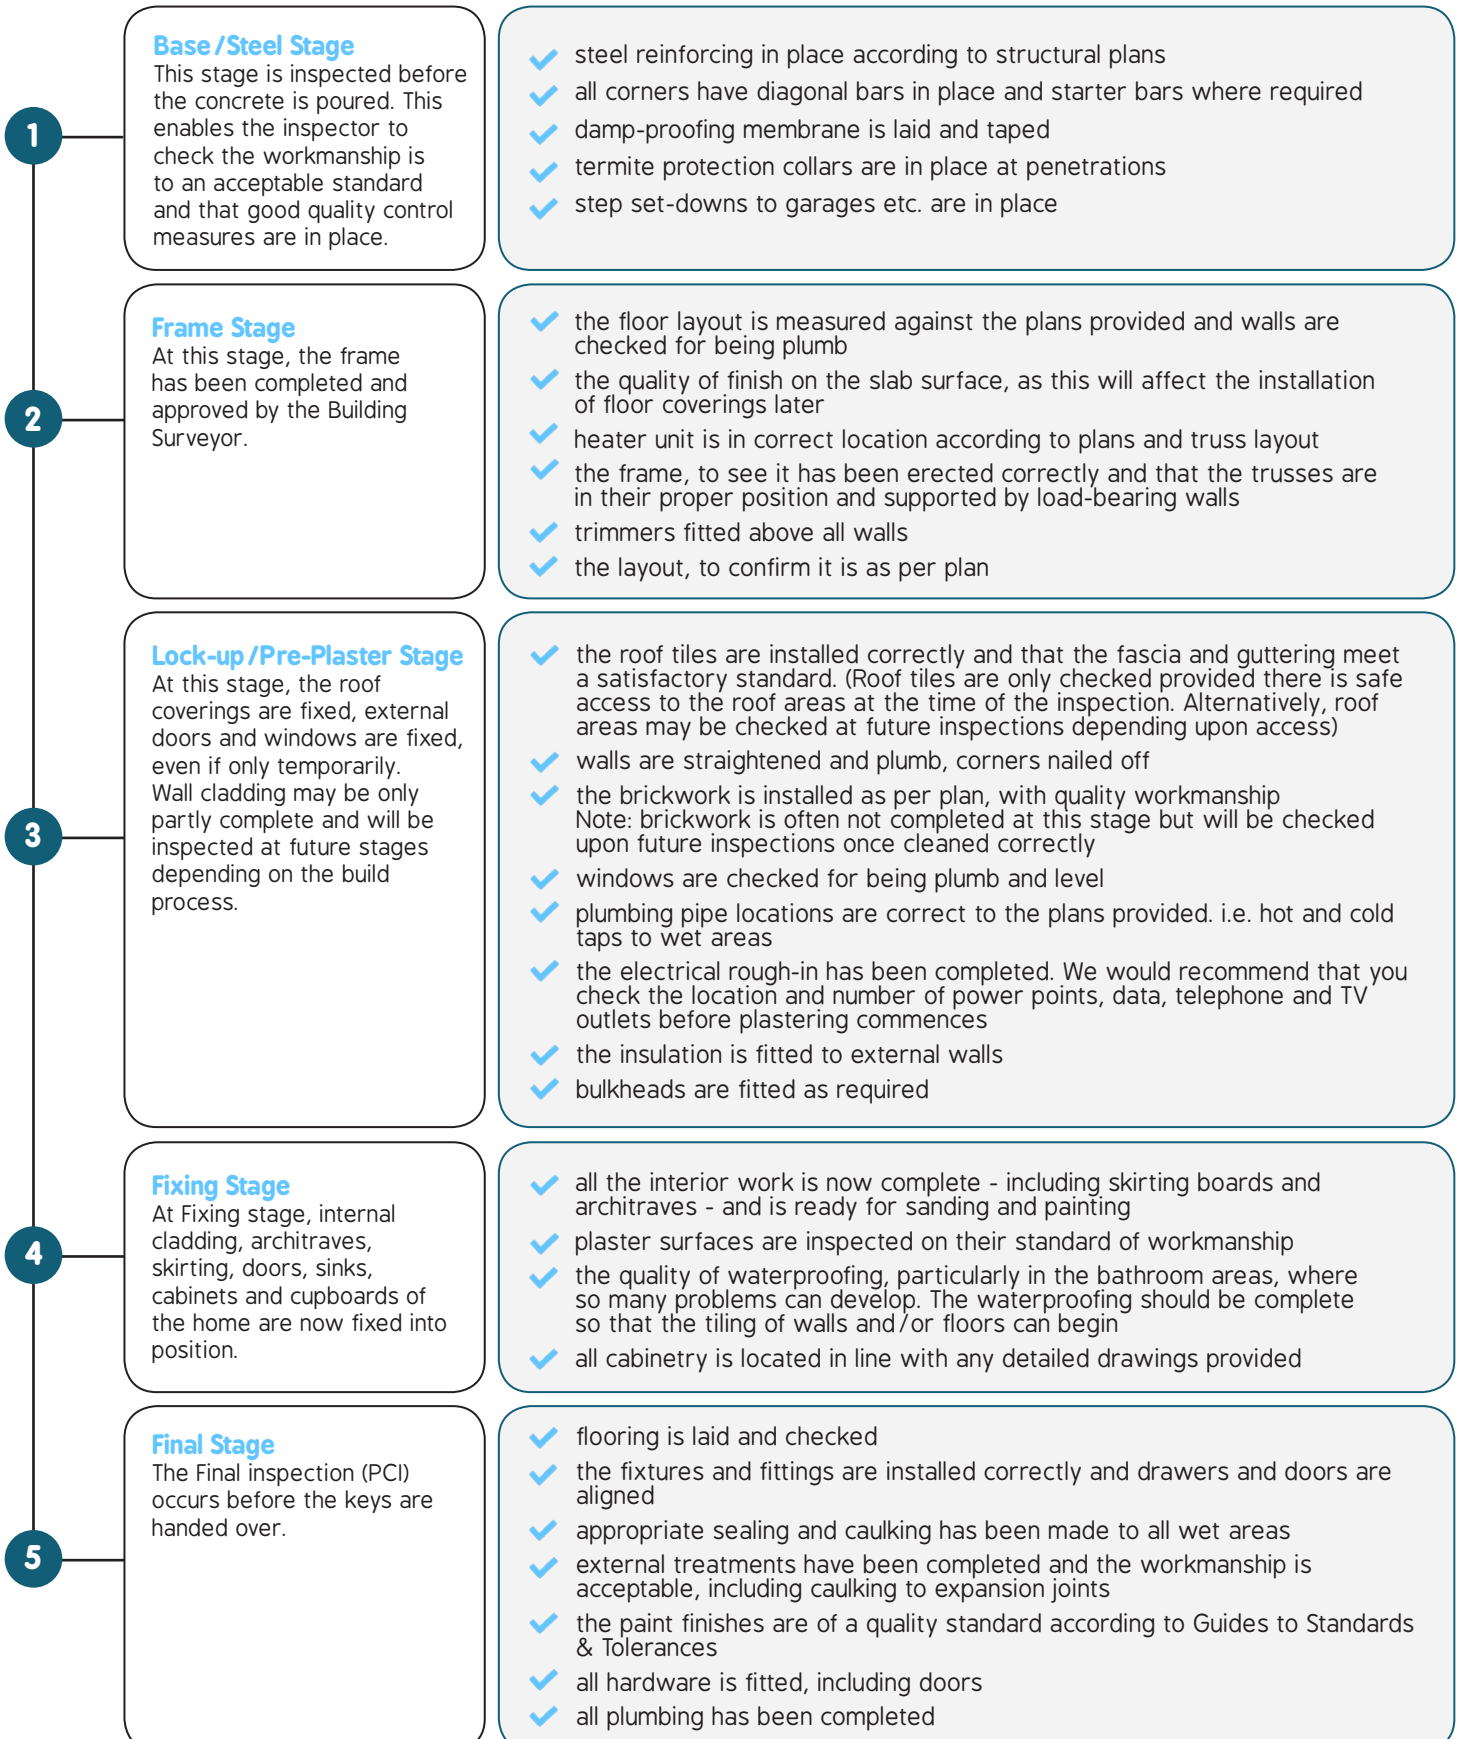 1
Base/Steel Stage
This stage is inspected before
the concrete is poured. This
enables the inspector to
check the workmanship is
to an acceptable standard
and that good quality control
measures are in place.
steel reinforcing in place according to structural plans
all corners have diagonal bars in place and starter bars where required
damp-proofing membrane is laid and taped
termite protection collars are in place at penetrations
step set-downs to garages etc. are in place
2
Frame Stage
At this stage, the frame
has been completed and
approved by the Building
Surveyor.
the floor layout is measured against the plans provided and walls are
checked for being plumb
the quality of finish on the slab surface, as this will affect the installation
of floor coverings later
heater unit is in correct location according to plans and truss layout
the frame, to see it has been erected correctly and that the trusses are
in their proper position and supported by load-bearing walls
trimmers fitted above all walls
the layout, to confirm it is as per plan
3
Lock-up/Pre-Plaster Stage
At this stage, the roof
coverings are fixed, external
doors and windows are fixed,
even if only temporarily.
Wall cladding may be only
partly complete and will be
inspected at future stages
depending on the build
process.
the roof tiles are installed correctly and that the fascia and guttering meet
a satisfactory standard. (Roof tiles are only checked provided there is safe
access to the roof areas at the time of the inspection. Alternatively, roof
areas may be checked at future inspections depending upon access)
walls are straightened and plumb, corners nailed off
the brickwork is installed as per plan, with quality workmanship
Note: brickwork is often not completed at this stage but will be checked
upon future inspections once cleaned correctly
windows are checked for being plumb and level
plumbing pipe locations are correct to the plans provided. i.e. hot and cold
taps to wet areas
the electrical rough-in has been completed. We would recommend that you
check the location and number of power points, data, telephone and TV
outlets before plastering commences
the insulation is fitted to external walls
bulkheads are fitted as required
4
Fixing Stage
At Fixing stage, internal
cladding, architraves,
skirting, doors, sinks,
cabinets and cupboards of
the home are now fixed into
position.
all the interior work is now complete - including skirting boards and
architraves - and is ready for sanding and painting
plaster surfaces are inspected on their standard of workmanship
the quality of waterproofing, particularly in the bathroom areas, where
so many problems can develop. The waterproofing should be complete
so that the tiling of walls and/or floors can begin
all cabinetry is located in line with any detailed drawings provided
5
Final Stage
The Final inspection (PCI)
occurs before the keys are
handed over.
flooring is laid and checked
the fixtures and fittings are installed correctly and drawers and doors are
aligned
appropriate sealing and caulking has been made to all wet areas
external treatments have been completed and the workmanship is
acceptable, including caulking to expansion joints
the paint finishes are of a quality standard according to Guides to Standards
& Tolerances
all hardware is fitted, including doors
all plumbing has been completed